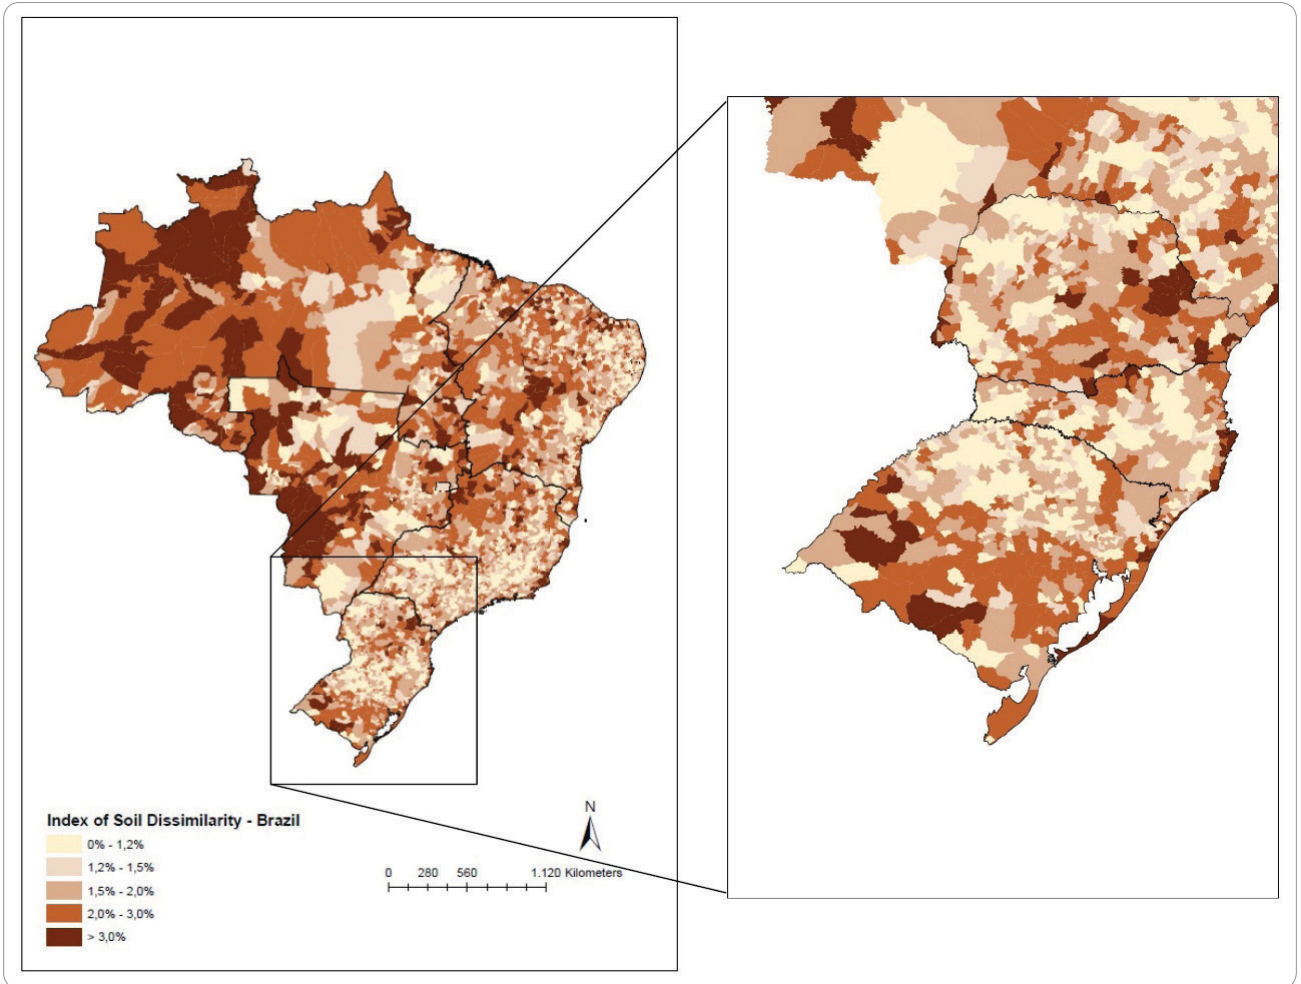 N
Index of Soil Dissimilarity - Brazil
0% - 1,2%
1,2% - 1,5%
1,5% - 2,0%
2,0% - 3,0%
> 3,0%
0 280 560 1.120 Kilometers